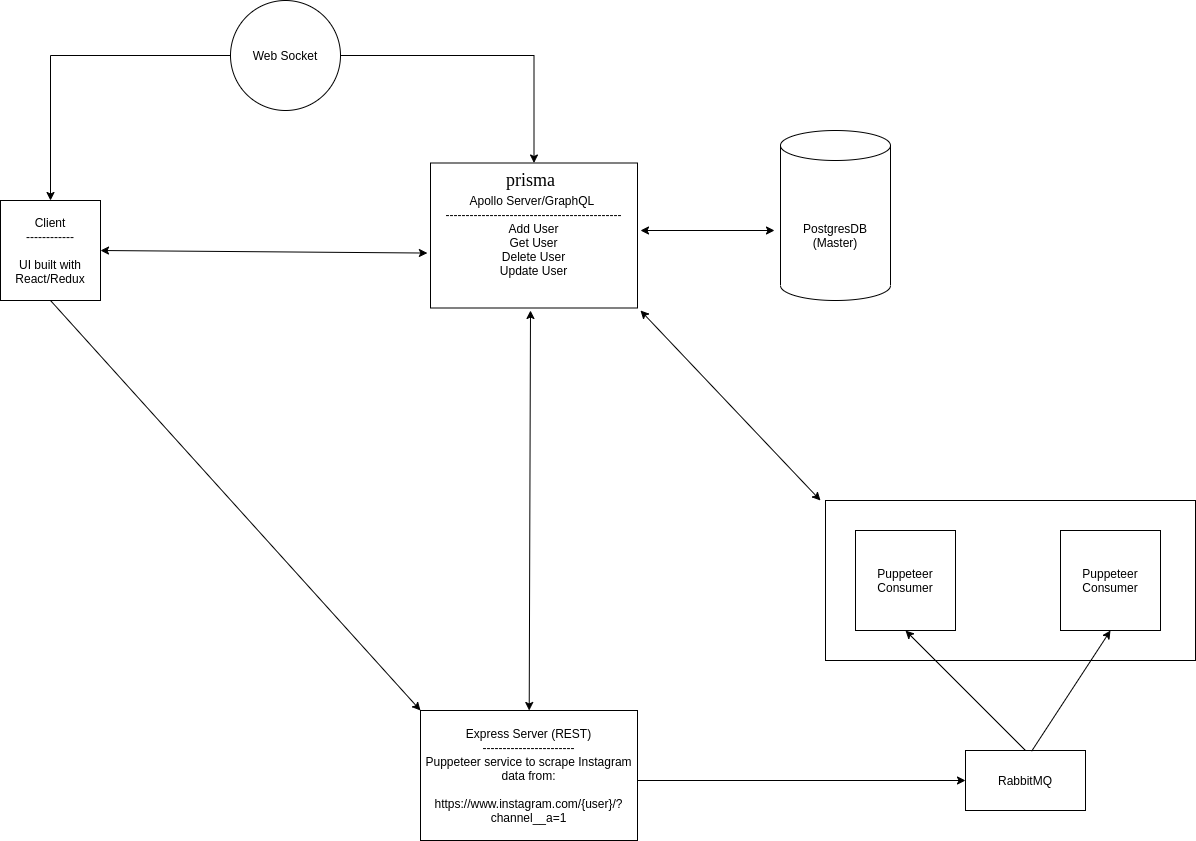 Web Socket
prisma
Apollo Server/GraphQL
--------------------------------------------
Add User
Get User
Delete User
Update User
PostgresDB
(Master)
Client
------------
UI built with
React/Redux
Puppeteer
Consumer
Puppeteer
Consumer
Express Server (REST)
-----------------------
Puppeteer service to scrape Instagram
data from:
https://www.instagram.com/{user}/?
channel__a=1
RabbitMQ